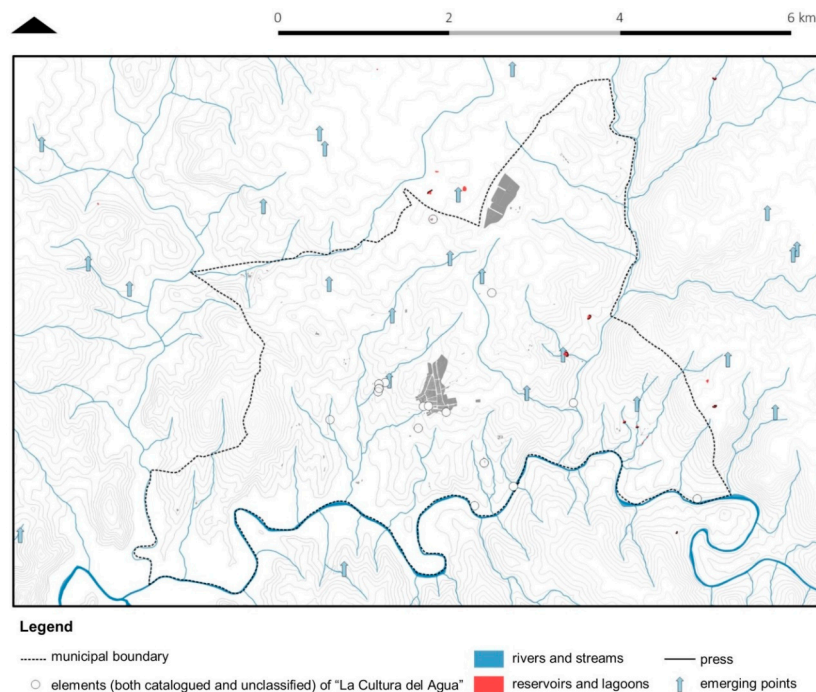 0 2 4 6 km
Legend
municipal boundary
elements (both catalogued and unclassified) of “La Cultura del Agua”
rivers and streams
reservoirs and lagoons
press
emerging points